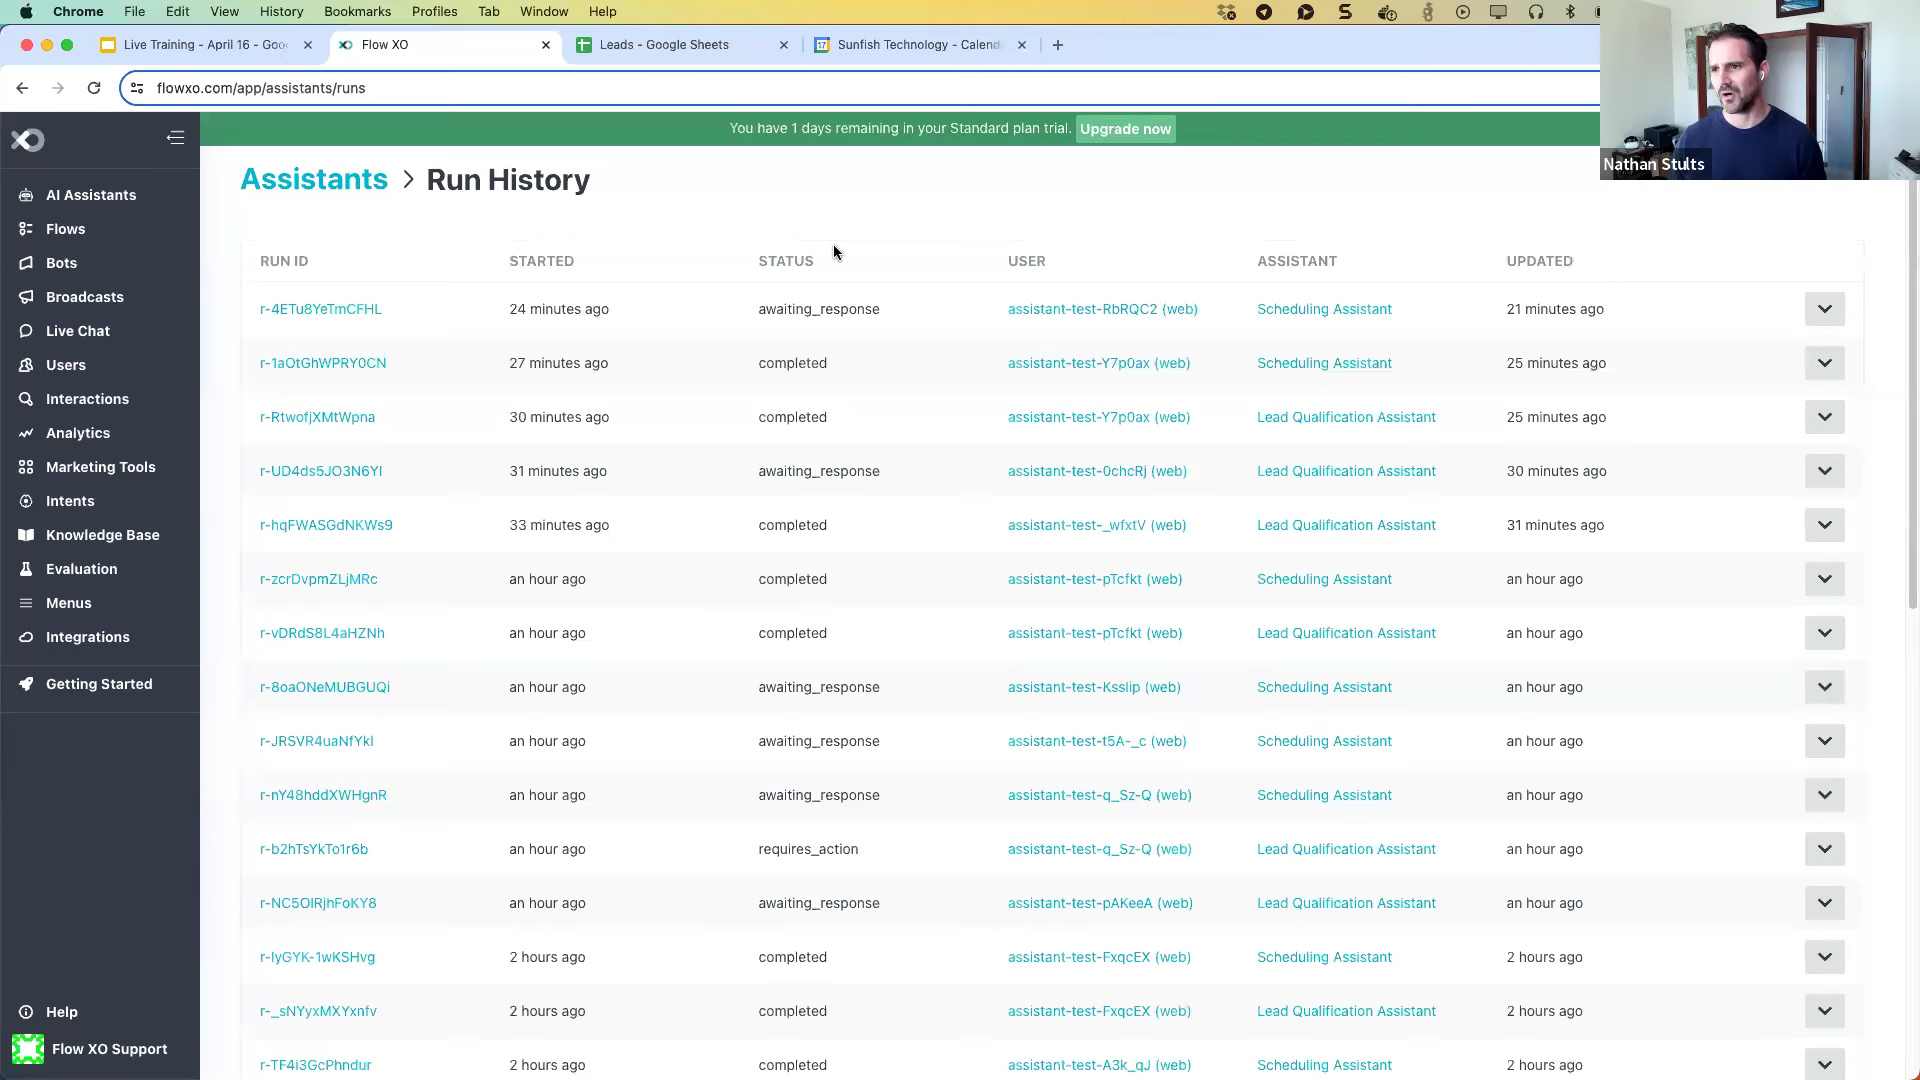 Chrome File Edit View History Bookmarks Profiles Tab Window Help
Live Training - April 16 - Goo
Flow XO
Leads - Google Sheets
Sunfish Technology - Calend
flowxo.com/app/assistants/runs
Nathan Stults
You have 1 days remaining in your Standard plan trial. Upgrade now
XO
AI Assistants
Flows
Bots
Broadcasts
Live Chat
Users
Interactions
Analytics
Marketing Tools
Intents
Knowledge Base
Evaluation
Menus
Integrations
Getting Started
Help
Flow XO Support
Assistants > Run History
RUN ID STARTED STATUS USER ASSISTANT UPDATED
r-4ETu8YeTmCFHL 24 minutes ago awaiting_response assistant-test-RbRQC2 (web) Scheduling Assistant 21 minutes ago
r-1aOtGhWPRY0CN 27 minutes ago completed assistant-test-Y7p0ax (web) Scheduling Assistant 25 minutes ago
r-RtwofjXMtWpna 30 minutes ago completed assistant-test-Y7p0ax (web) Lead Qualification Assistant 25 minutes ago
r-UD4ds5JO3N6YI 31 minutes ago awaiting_response assistant-test-0chcRj (web) Lead Qualification Assistant 30 minutes ago
r-hqFWASGdNKWs9 33 minutes ago completed assistant-test-_wfxtV (web) Lead Qualification Assistant 31 minutes ago
r-zcrDvpmZLjMRc an hour ago completed assistant-test-pTcfkt (web) Scheduling Assistant an hour ago
r-vDRdS8L4aHZNh an hour ago completed assistant-test-pTcfkt (web) Lead Qualification Assistant an hour ago
r-8oaONeMUBGUQi an hour ago awaiting_response assistant-test-Ksslip (web) Scheduling Assistant an hour ago
r-JRSVR4uaNfYkI an hour ago awaiting_response assistant-test-t5A-_c (web) Scheduling Assistant an hour ago
r-nY48hddXWHgnR an hour ago awaiting_response assistant-test-q_Sz-Q (web) Scheduling Assistant an hour ago
r-b2hTsYkTo1r6b an hour ago requires_action assistant-test-q_Sz-Q (web) Lead Qualification Assistant an hour ago
r-NC5OIRjhFoKY8 an hour ago awaiting_response assistant-test-pAKeeA (web) Lead Qualification Assistant an hour ago
r-IyGYK-1wKSHvg 2 hours ago completed assistant-test-FxqcEX (web) Scheduling Assistant 2 hours ago
r-_sNYyxMXYxnfv 2 hours ago completed assistant-test-FxqcEX (web) Lead Qualification Assistant 2 hours ago
r-TF4i3GcPhndur 2 hours ago completed assistant-test-A3k_qJ (web) Scheduling Assistant 2 hours ago